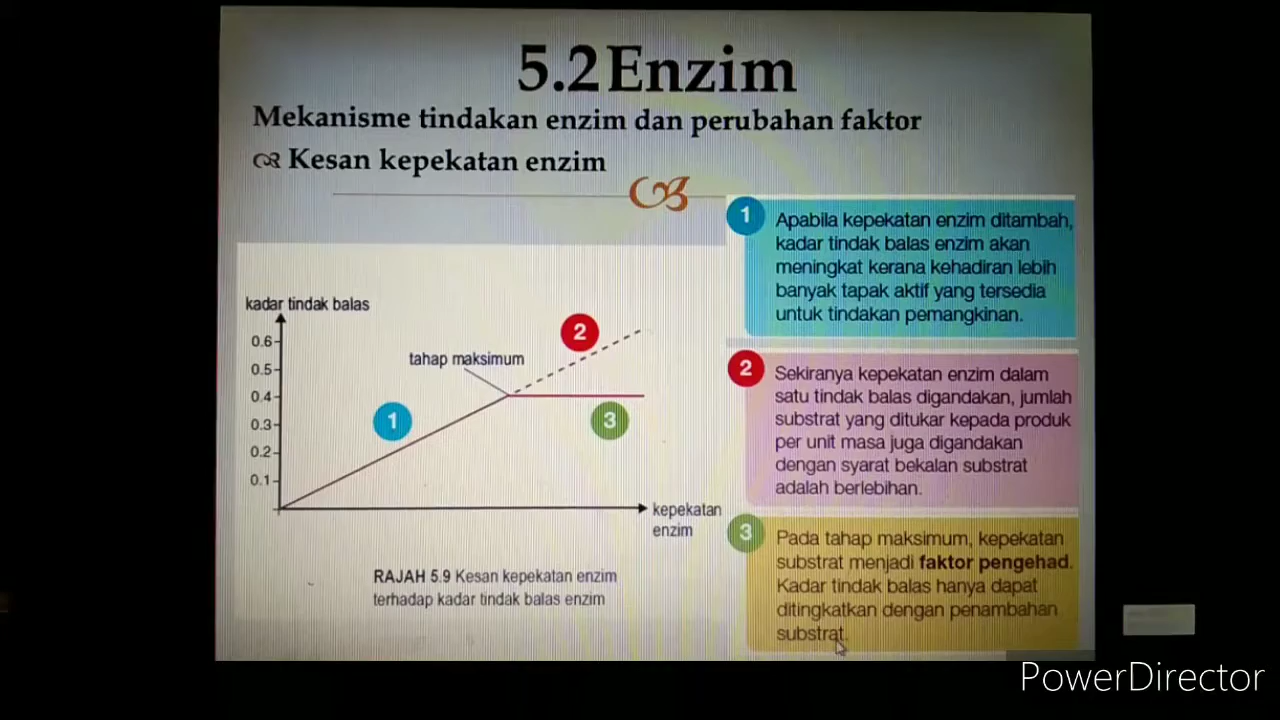 5.2 Enzim
Mekanisme tindakan enzim dan perubahan faktor
Kesan kepekatan enzim
kadar tindak balas
0.6
0.5
0.4
0.3
0.2
0.1
tahap maksimum
1
2
3
kepekatan
enzim
RAJAH 5.9 Kesan kepekatan enzim
terhadap kadar tindak balas enzim
1
Apabila kepekatan enzim ditambah,
kadar tindak balas enzim akan
meningkat kerana kehadiran lebih
banyak tapak aktif yang tersedia
untuk tindakan pemangkinan.
2
Sekiranya kepekatan enzim dalam
satu tindak balas digandakan, jumlah
substrat yang ditukar kepada produk
per unit masa juga digandakan
dengan syarat bekalan substrat
adalah berlebihan.
3
Pada tahap maksimum, kepekatan
substrat menjadi faktor pengehad.
Kadar tindak balas hanya dapat
ditingkatkan dengan penambahan
substrat.
PowerDirector